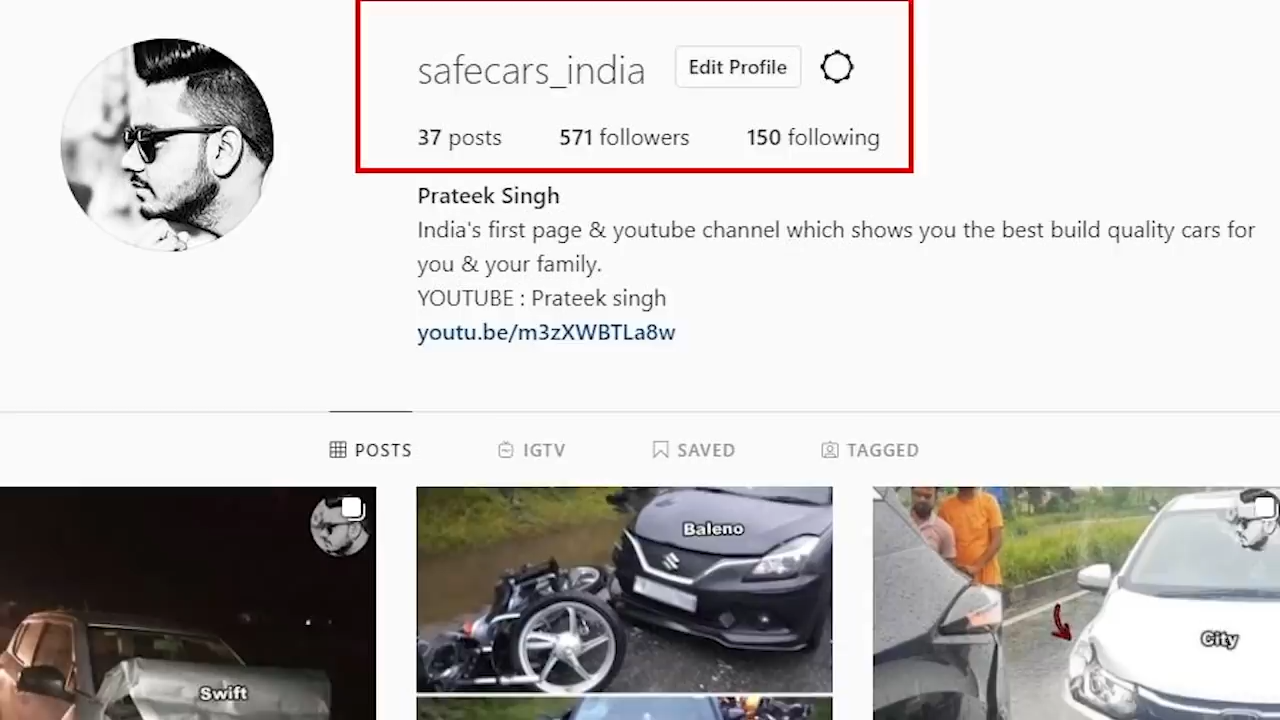 safecars_india Edit Profile
37 posts 571 followers 150 following
Prateek Singh
India's first page & youtube channel which shows you the best build quality cars for
you & your family.
YOUTUBE : Prateek singh
youtu.be/m3zXWBTLa8w
POSTS IGTV SAVED TAGGED
Swift
Baleno
City